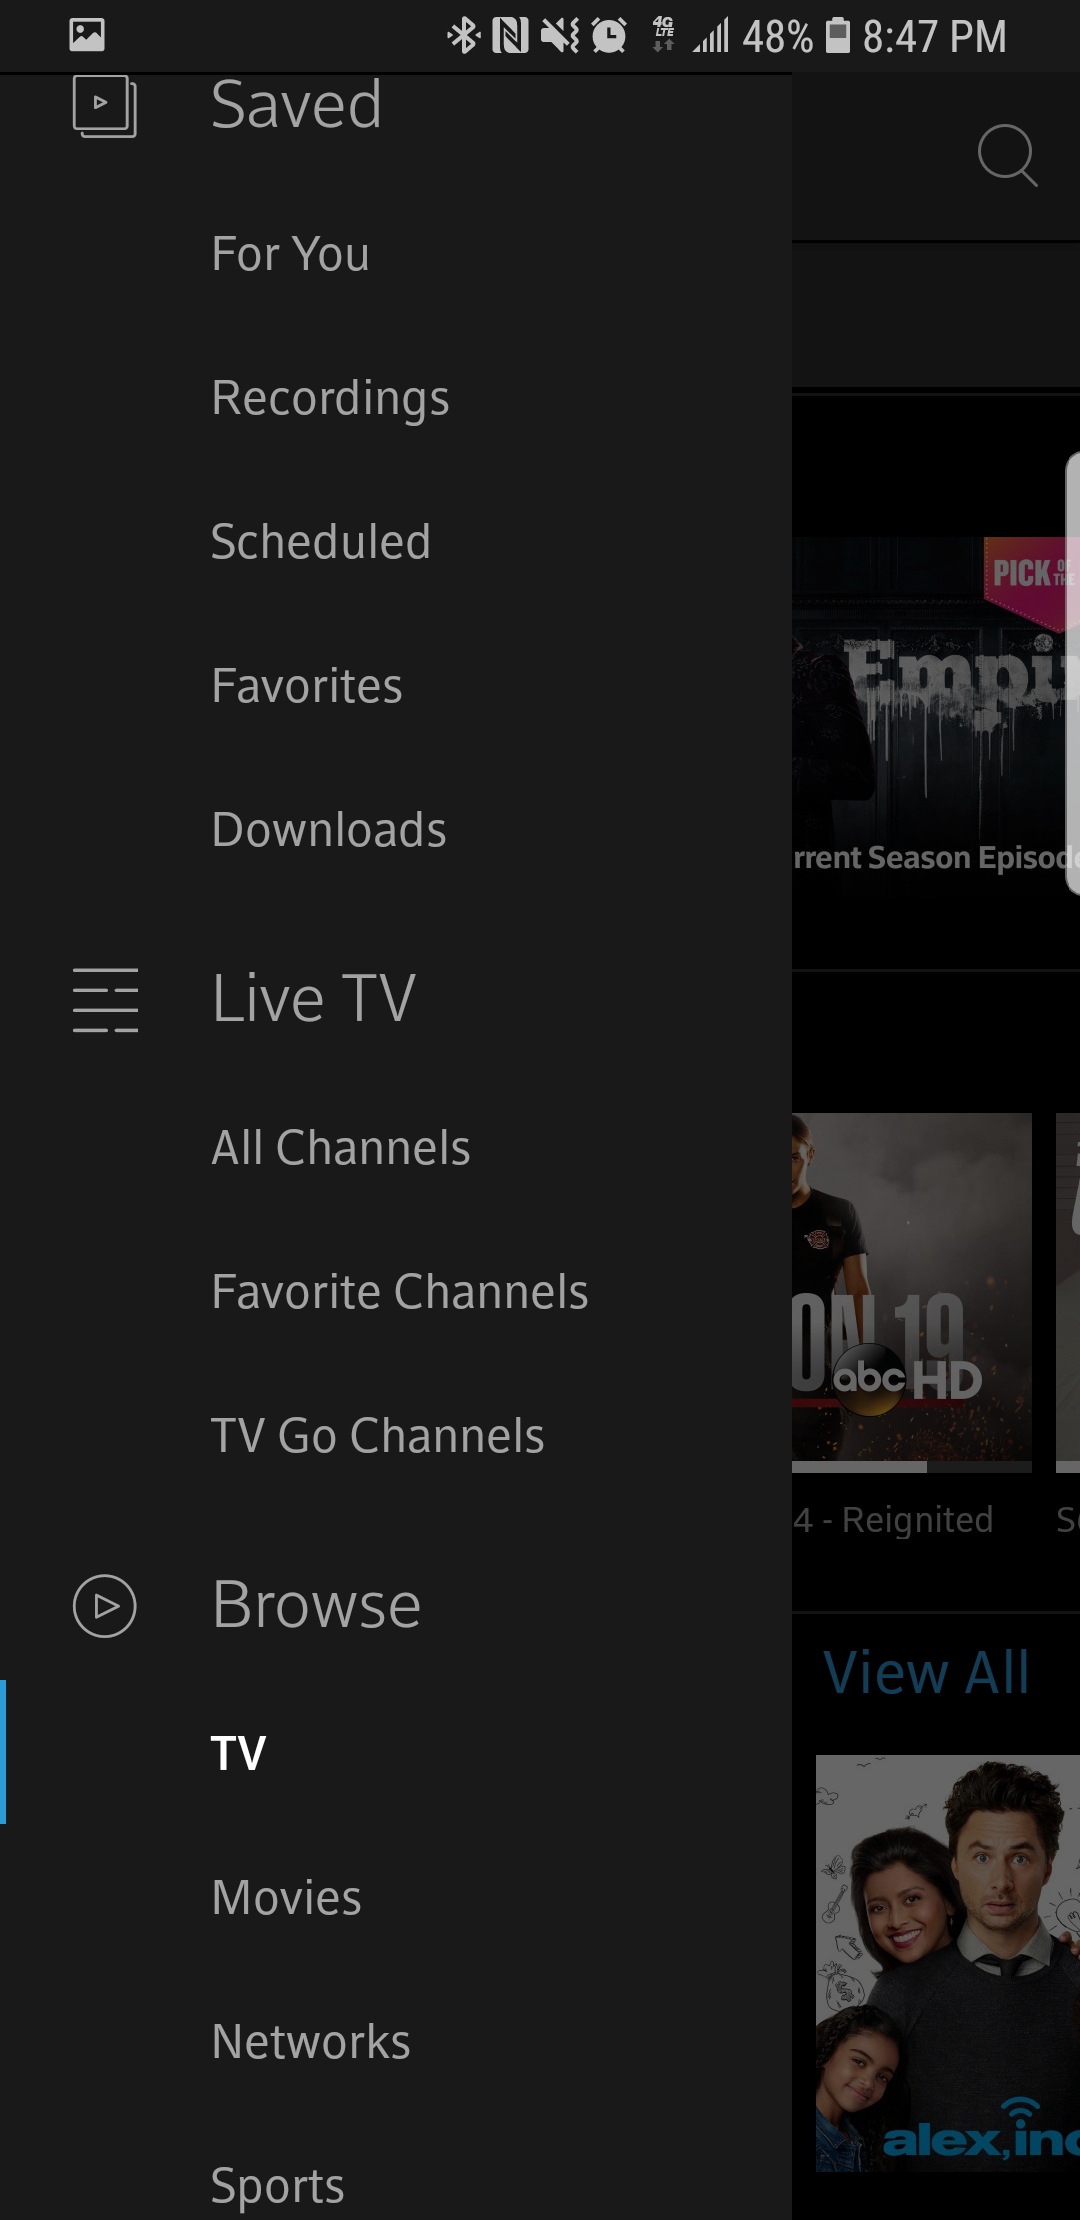 4G LTE 48% 8:47 PM
Saved
For You
Recordings
Scheduled
Favorites
Downloads
Live TV
All Channels
Favorite Channels
TV Go Channels
Browse
TV
Movies
Networks
Sports
PICK OF THE
Empi
rrent Season Episod
ON 19
abc HD
4 - Reignited
View All
alex,inc